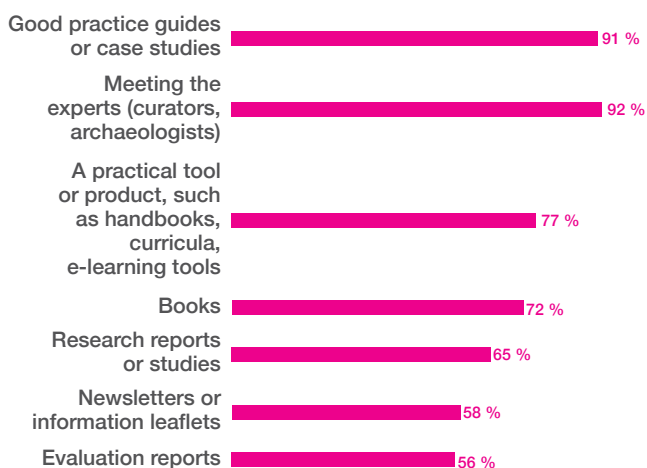 Good practice guides
or case studies
91 %
Meeting the
experts (curators,
archaeologists)
92 %
A practical tool
or product, such
as handbooks,
curricula,
e-learning tools
77 %
Books
72 %
Research reports
or studies
65 %
Newsletters or
information leaflets
58 %
Evaluation reports
56 %